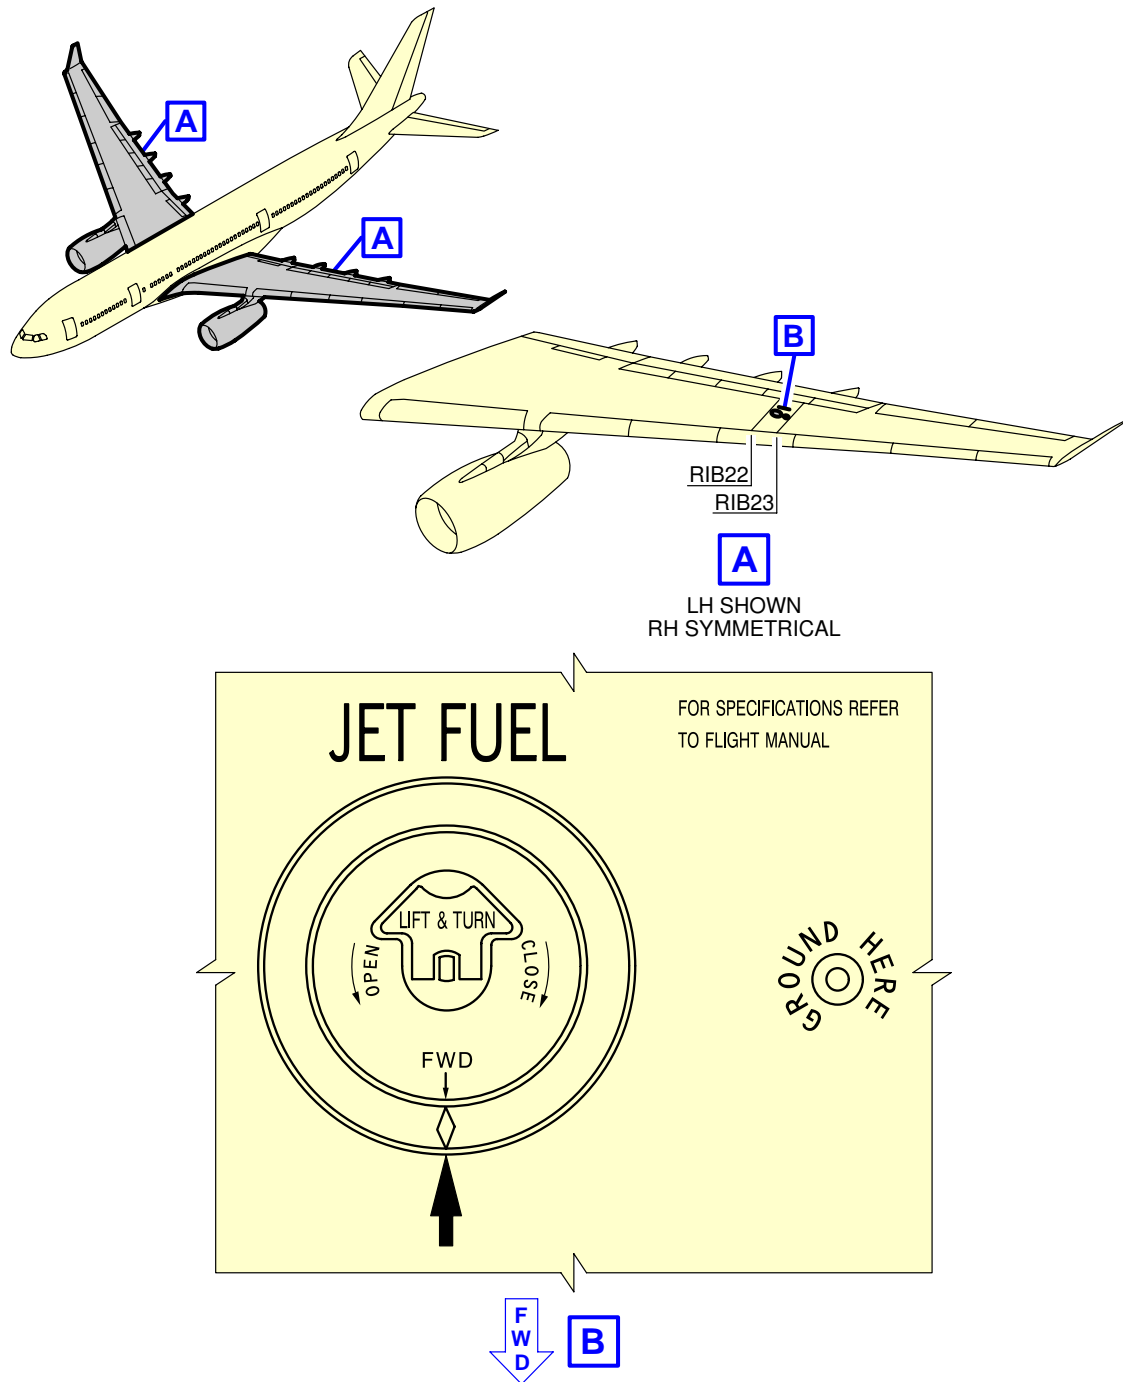 A
A
B
RIB22
RIB23
A
LH SHOWN
RH SYMMETRICAL
JET FUEL
FOR SPECIFICATIONS REFER
TO FLIGHT MANUAL
LIFT & TURN
OPEN
CLOSE
FWD
GROUND HERE
FWD
B